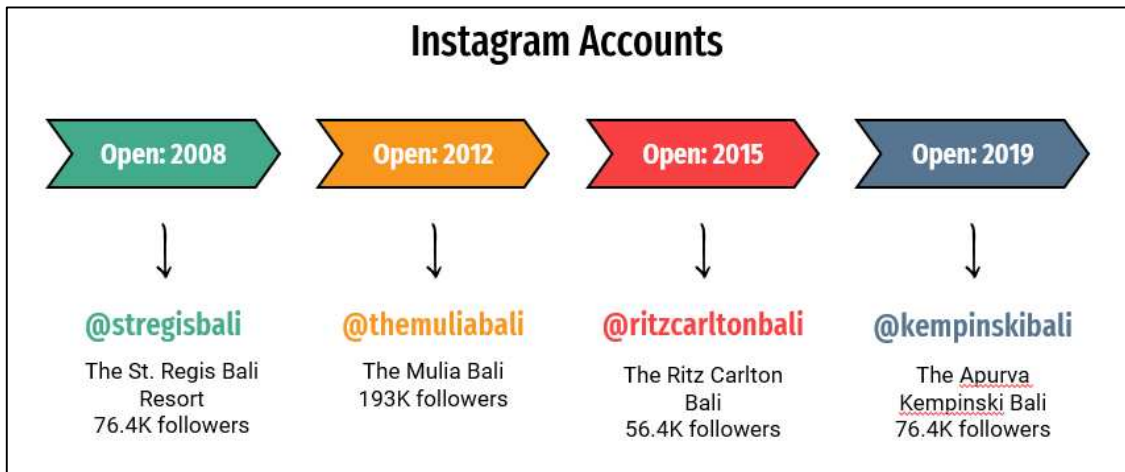 Instagram Accounts
Open: 2008
Open: 2012
Open: 2015
Open: 2019
@stregisbali
The St. Regis Bali
Resort
76.4K followers
@themuliabali
The Mulia Bali
193K followers
@ritzcarltonbali
The Ritz Carlton
Bali
56.4K followers
@kempinskibali
The Apurva
Kempinski Bali
76.4K followers